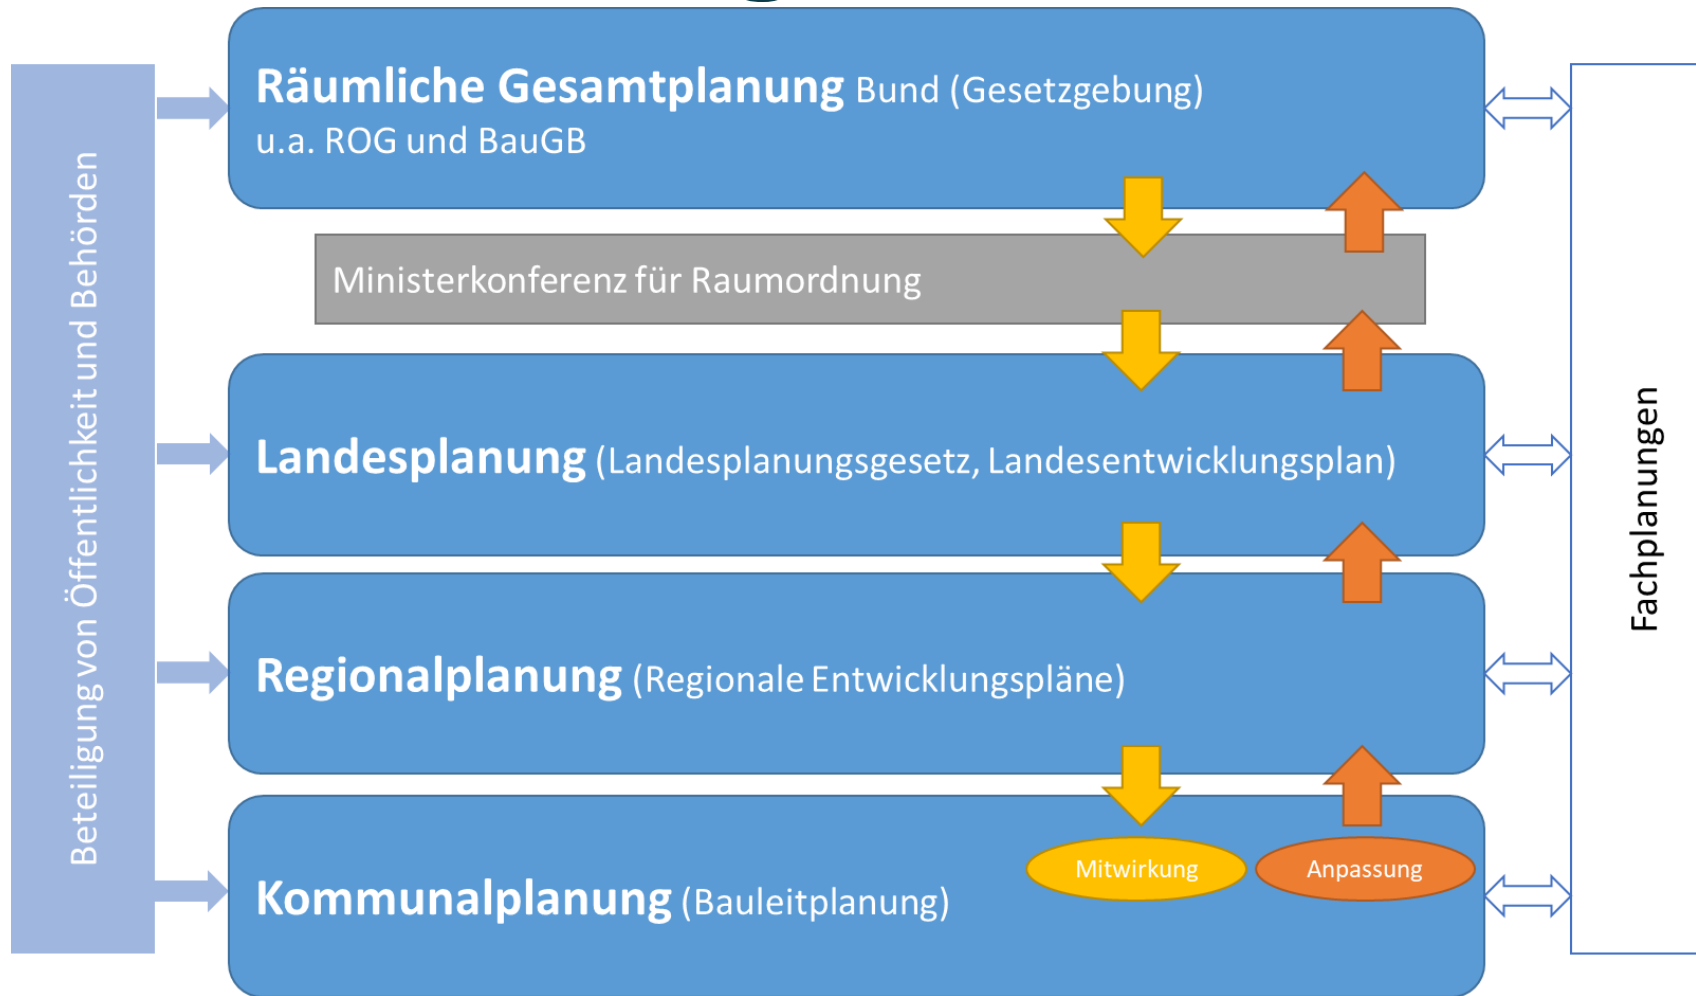 Beteiligung von Öffentlichkeit und Behörden
Räumliche Gesamtplanung Bund (Gesetzgebung)
u.a. ROG und BauGB
Ministerkonferenz für Raumordnung
Landesplanung (Landesplanungsgesetz, Landesentwicklungsplan)
Regionalplanung (Regionale Entwicklungspläne)
Kommunalplanung (Bauleitplanung)
Mitwirkung
Anpassung
Fachplanungen